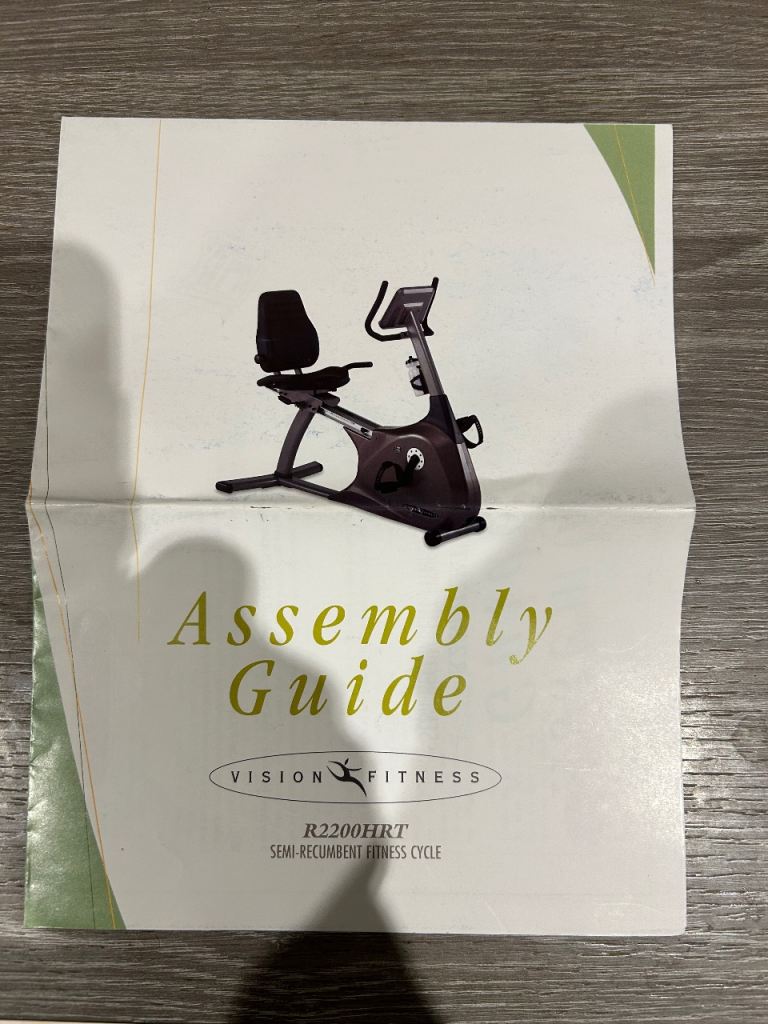 Assembly
Guide
VISION FITNESS
R2200HRT
SEMI-RECUMBENT FITNESS CYCLE